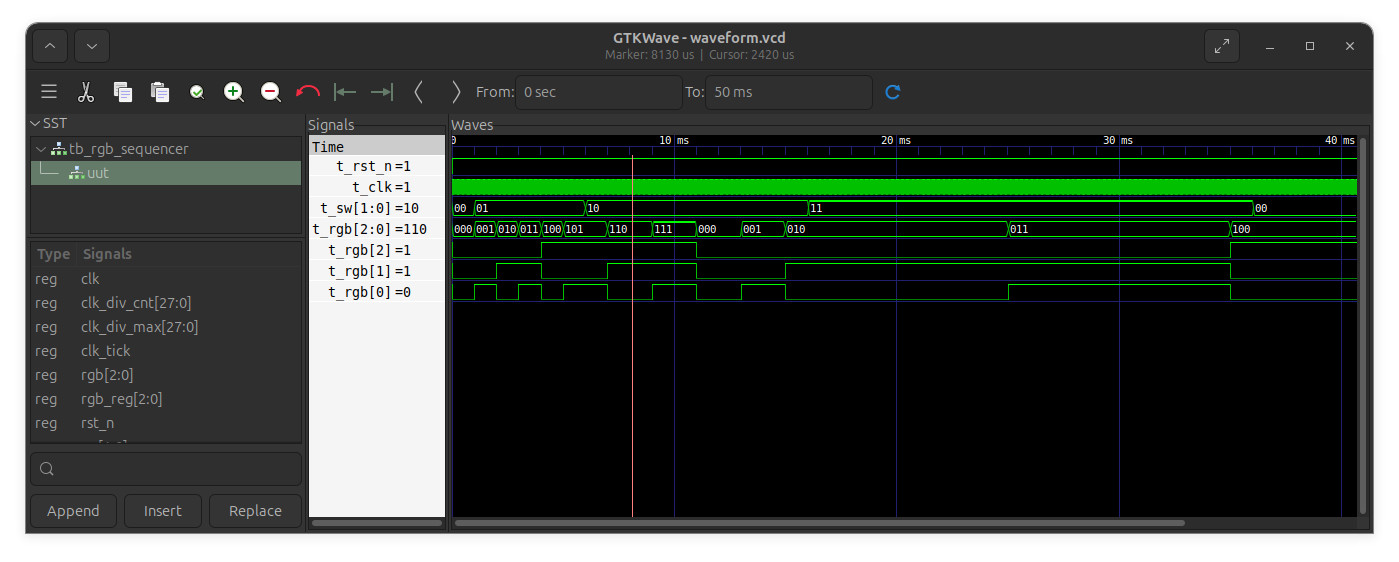 GTKWave - waveform.vcd
Marker: 8130 us | Cursor: 2420 us
From: 0 sec To: 50 ms
SST
tb_rgb_sequencer
uut
Type Signals
reg clk
reg clk_div_cnt[27:0]
reg clk_div_max[27:0]
reg clk_tick
reg rgb[2:0]
reg rgb_reg[2:0]
reg rst_n
Append Insert Replace
Signals
Time
t_rst_n=1
t_clk=1
t_sw[1:0]=10
t_rgb[2:0]=110
t_rgb[2]=1
t_rgb[1]=1
t_rgb[0]=0
Waves
0 10 ms 20 ms 30 ms 40 ms
00 01 10 11 00
000 001 010 011 100 101 110 111 000 001 010 011 100